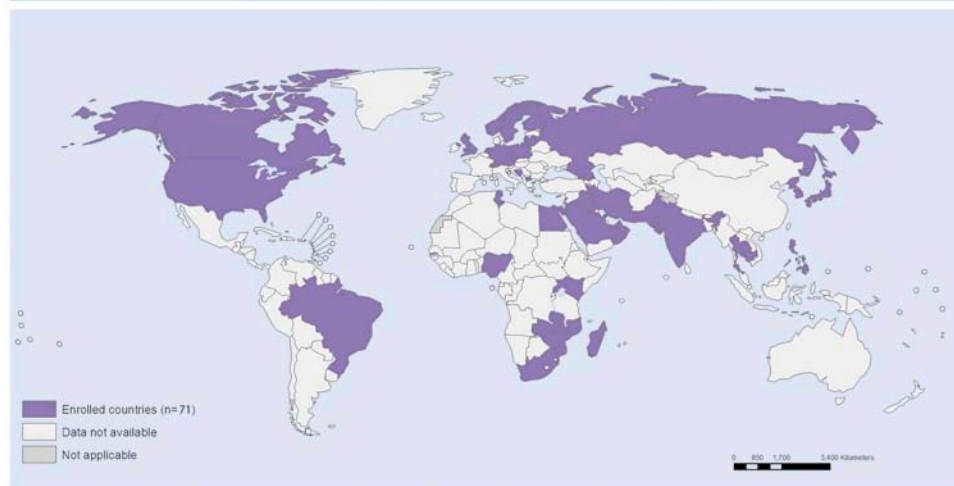 Enrolled countries (n=71)
Data not available
Not applicable
0 850 1,700 3,400 Kilometers